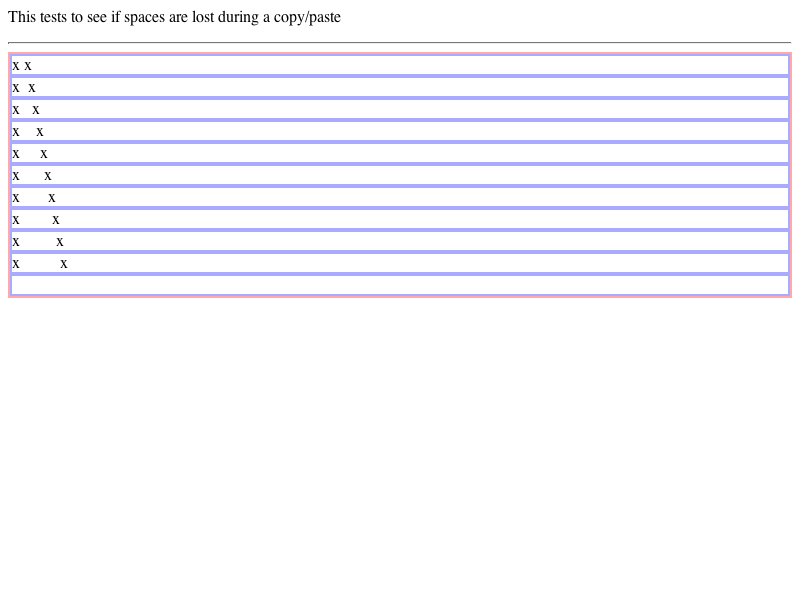 This tests to see if spaces are lost during a copy/paste
x x
x  x
x   x
x    x
x     x
x      x
x       x
x        x
x         x
x          x